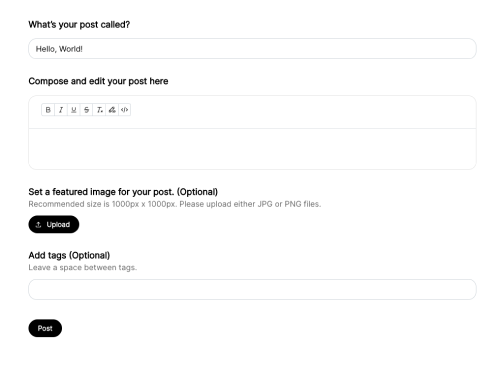 What's your post called?
Hello, World!
Compose and edit your post here
B I U S Tx </>
Set a featured image for your post. (Optional)
Recommended size is 1000px x 1000px. Please upload either JPG or PNG files.
Upload
Add tags (Optional)
Leave a space between tags.
Post